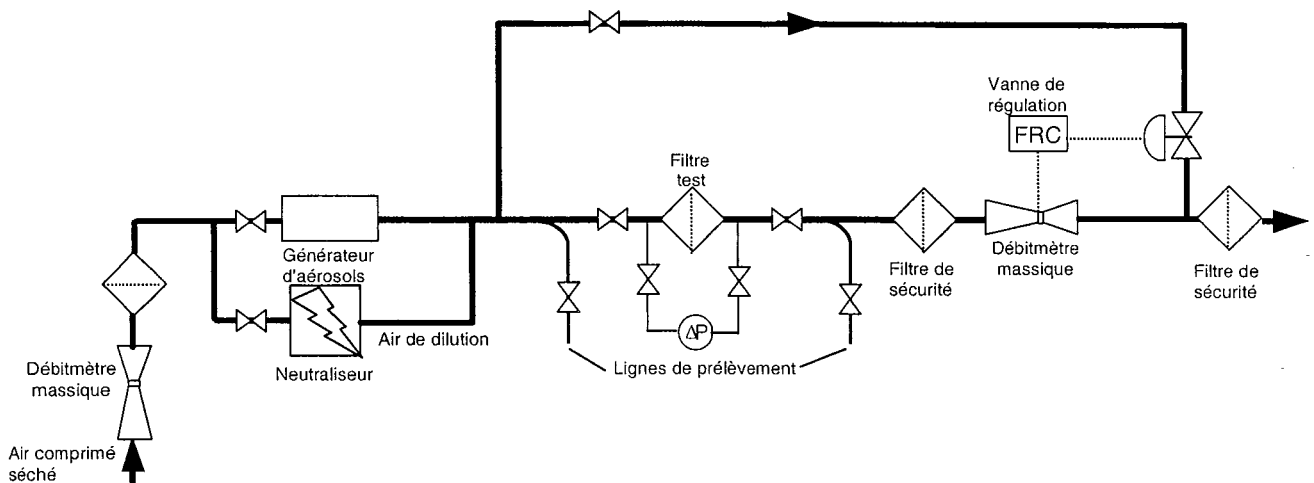 Vanne de
régulation
FRC
Filtre
test
Générateur
d'aérosols
Débitmètre
massique
Filtre de
sécurité
Filtre de
sécurité
Air de dilution
ΔP
Neutraliseur
Lignes de prélèvement
Débitmètre
massique
Air comprimé
séché